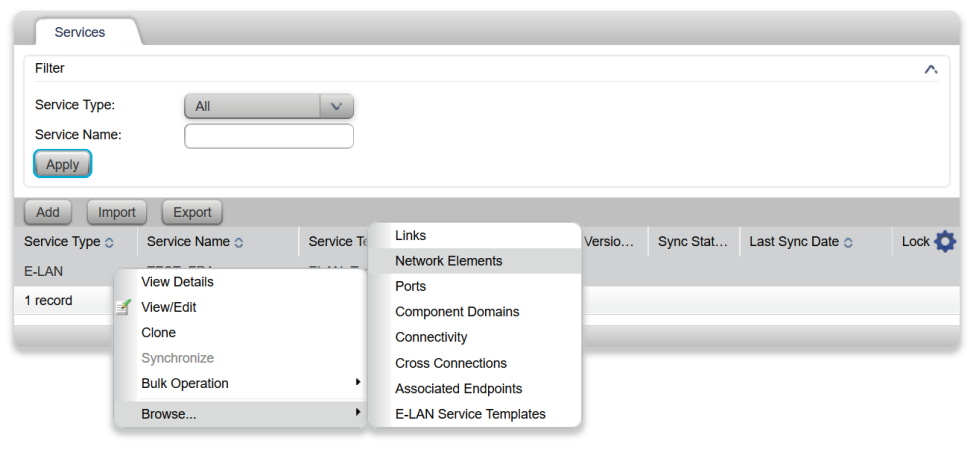 Services
Filter
Service Type:
All
Service Name:
Apply
Add Import Export
Service Type Service Name Service Versio... Sync Stat... Last Sync Date Lock
E-LAN
1 record
View Details
View/Edit
Clone
Synchronize
Bulk Operation
Browse...
Links
Network Elements
Ports
Component Domains
Connectivity
Cross Connections
Associated Endpoints
E-LAN Service Templates